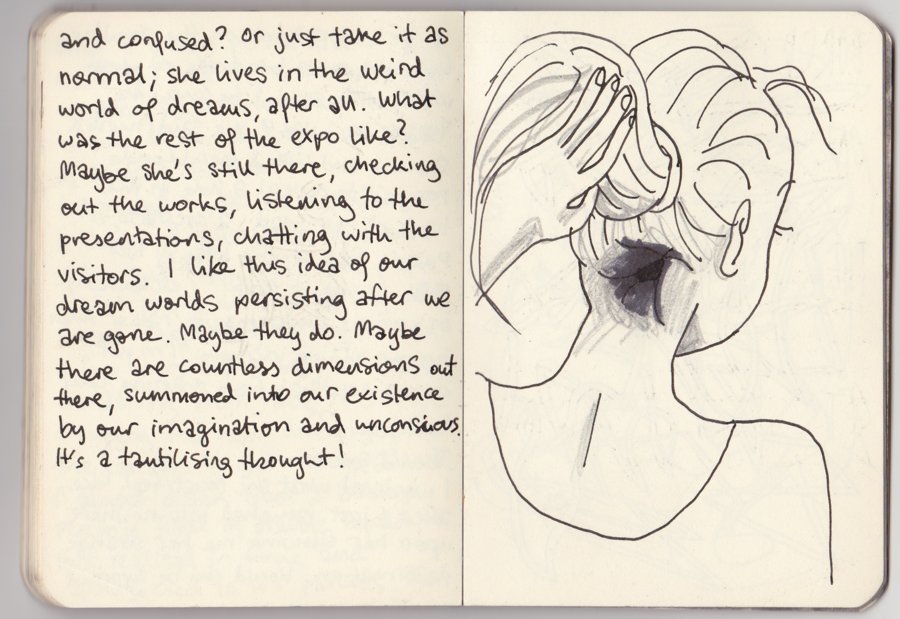 and confused? Or just take it as
normal; she lives in the weird
world of dreams, after all. What
was the rest of the expo like?
Maybe she's still there, checking
out the works, listening to the
presentations, chatting with the
visitors. I like this idea of our
dream worlds persisting after we
are gone. Maybe they do. Maybe
there are countless dimensions out
there, summoned into our existence
by our imagination and unconscious.
It's a tantilising thought!